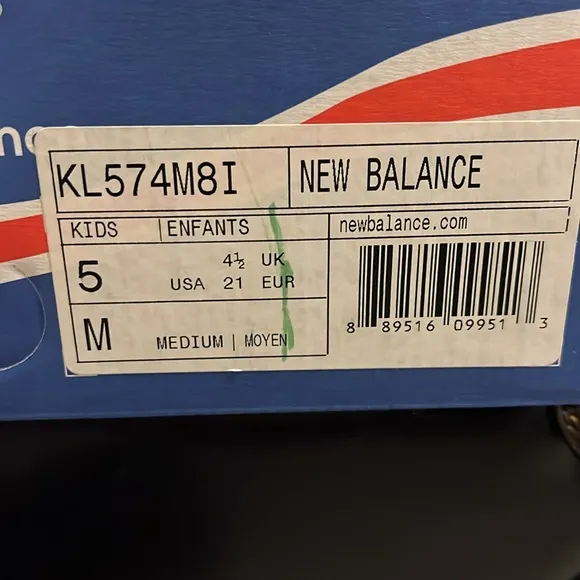 KL574M8I
NEW BALANCE
KIDS | ENFANTS
newbalance.com
5
4½ UK
USA 21 EUR
M
MEDIUM | MOYEN
8 89516 09951 3